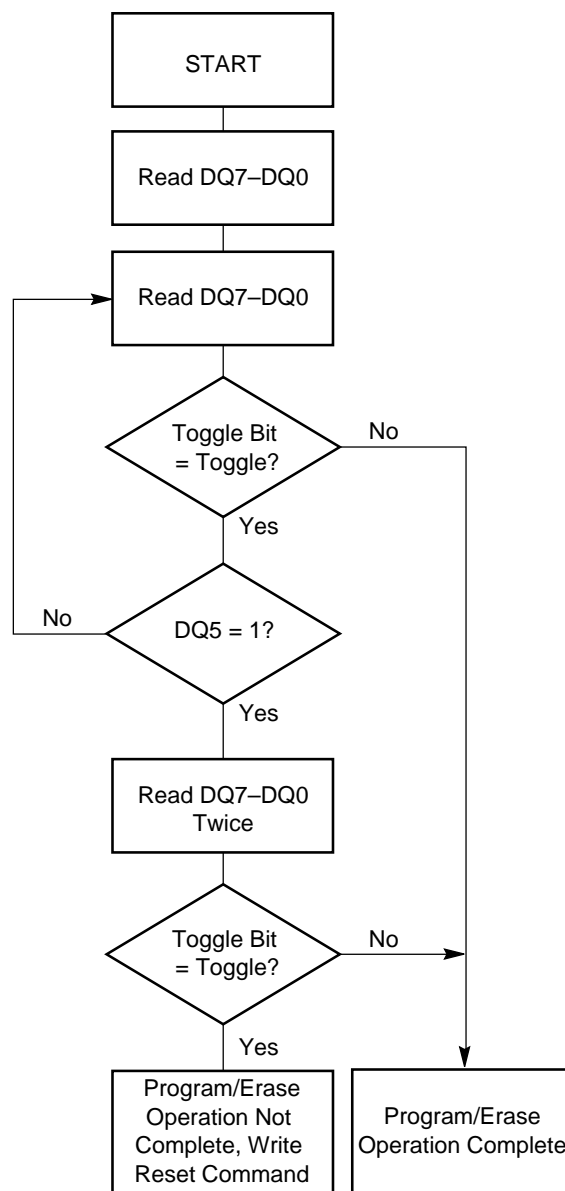 START
Read DQ7–DQ0
Read DQ7–DQ0
Toggle Bit
= Toggle?
No
Yes
No
DQ5 = 1?
Yes
Read DQ7–DQ0
Twice
Toggle Bit
= Toggle?
No
Yes
Program/Erase
Operation Not
Complete, Write
Reset Command
Program/Erase
Operation Complete